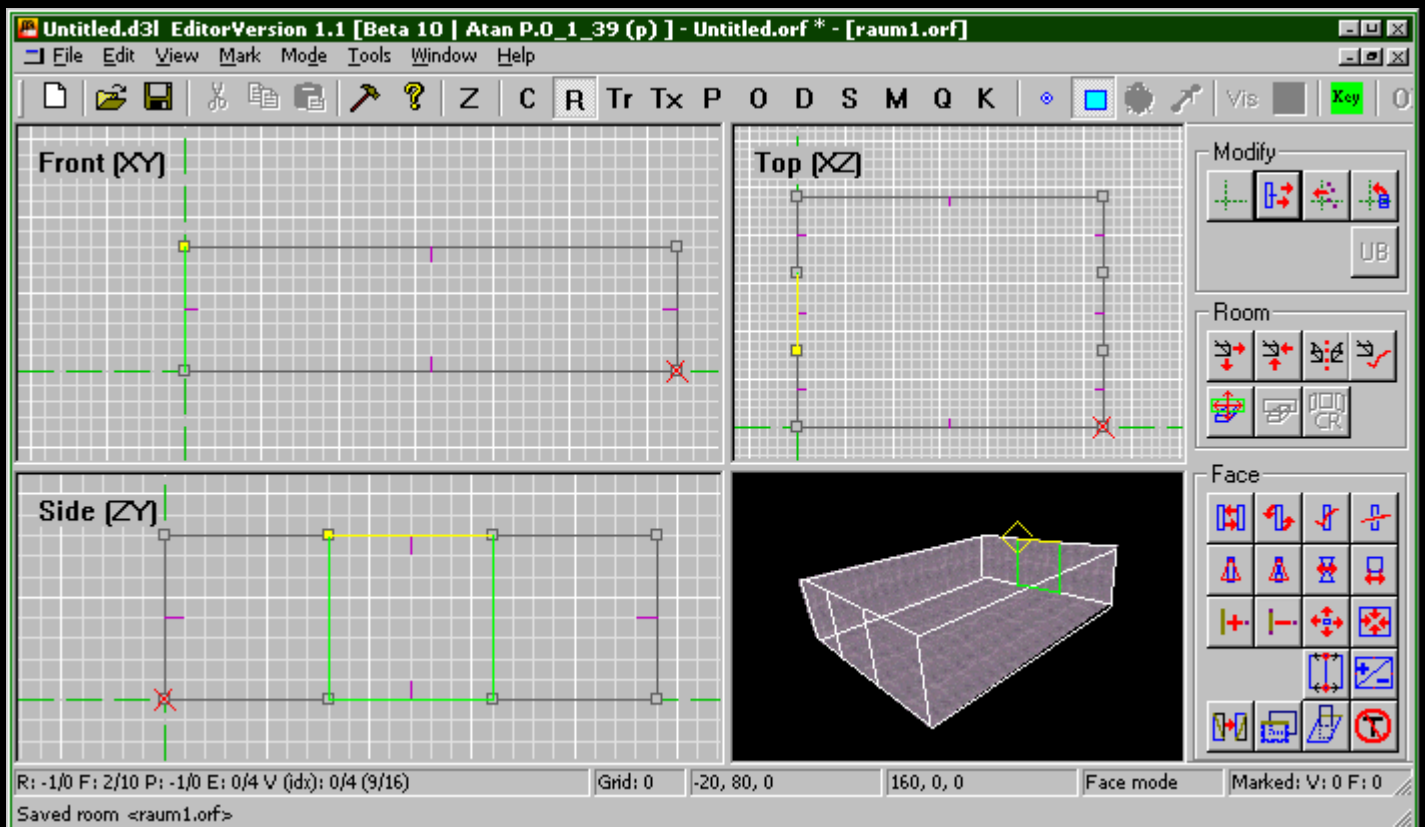 Untitled.d3l EditorVersion 1.1 [Beta 10 | Atan P.0_1_39 (p) ] - Untitled.orf * - [raum1.orf]
File Edit View Mark Mode Tools Window Help
Z C R Tr Tx P O D S M Q K Vis Key O
Front (XY)
Top (XZ)
Modify
UB
Room
CR
Side (ZY)
Face
R: -1/0 F: 2/10 P: -1/0 E: 0/4 V (idx): 0/4 (9/16) Grid: 0 -20, 80, 0 160, 0, 0 Face mode Marked: V: 0 F: 0
Saved room <raum1.orf>